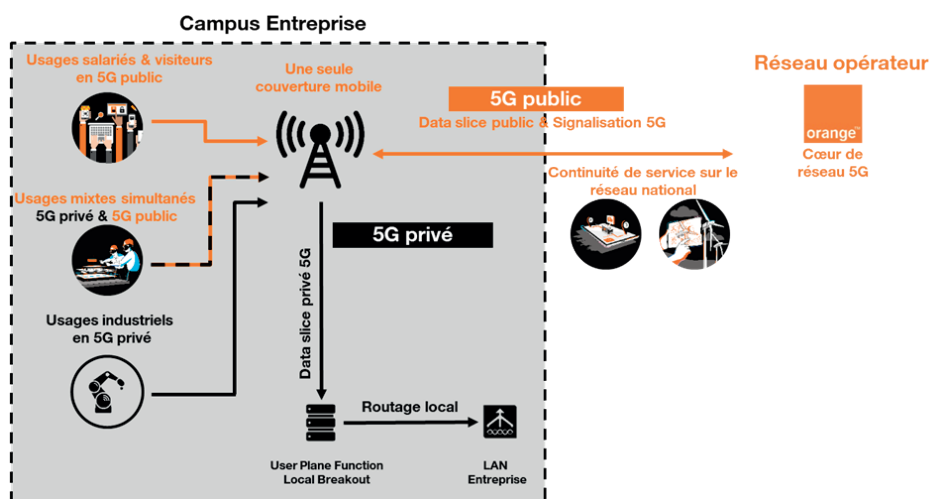 Campus Entreprise
Usages salariés & visiteurs
en 5G public
Une seule
couverture mobile
5G public
Data slice public & Signalisation 5G
Réseau opérateur
orange™
Cœur de
réseau 5G
Continuité de service sur le
réseau national
Usages mixtes simultanés
5G privé & 5G public
5G privé
Data slice privé 5G
Usages industriels
en 5G privé
Routage local
User Plane Function
Local Breakout
LAN
Entreprise